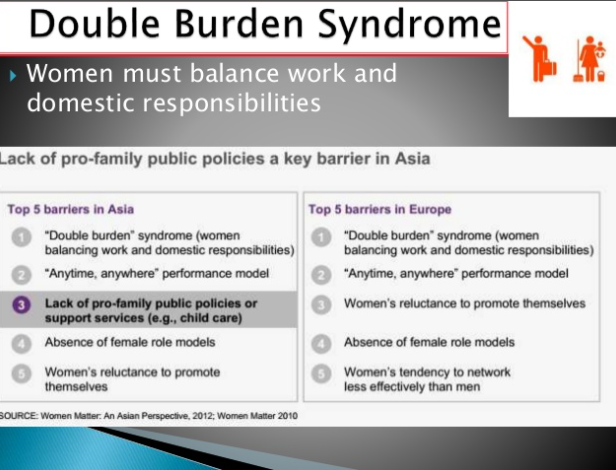 Double Burden Syndrome
Women must balance work and
domestic responsibilities
Lack of pro-family public policies a key barrier in Asia
Top 5 barriers in Asia
1 "Double burden" syndrome (women
balancing work and domestic responsibilities)
2 "Anytime, anywhere" performance model
3 Lack of pro-family public policies or
support services (e.g., child care)
4 Absence of female role models
5 Women's reluctance to promote
themselves
Top 5 barriers in Europe
1 "Double burden" syndrome (women
balancing work and domestic responsibilities)
2 "Anytime, anywhere" performance model
3 Women's reluctance to promote themselves
4 Absence of female role models
5 Women's tendency to network
less effectively than men
SOURCE: Women Matter: An Asian Perspective, 2012; Women Matter 2010